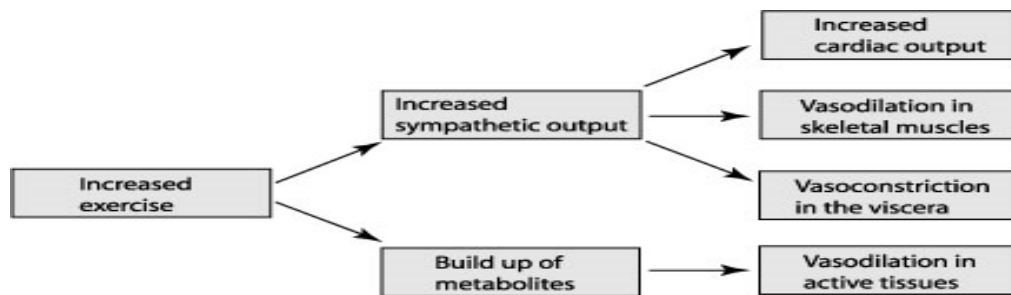 Increased
exercise
Increased
sympathetic output
Build up of
metabolites
Increased
cardiac output
Vasodilation in
skeletal muscles
Vasoconstriction
in the viscera
Vasodilation in
active tissues